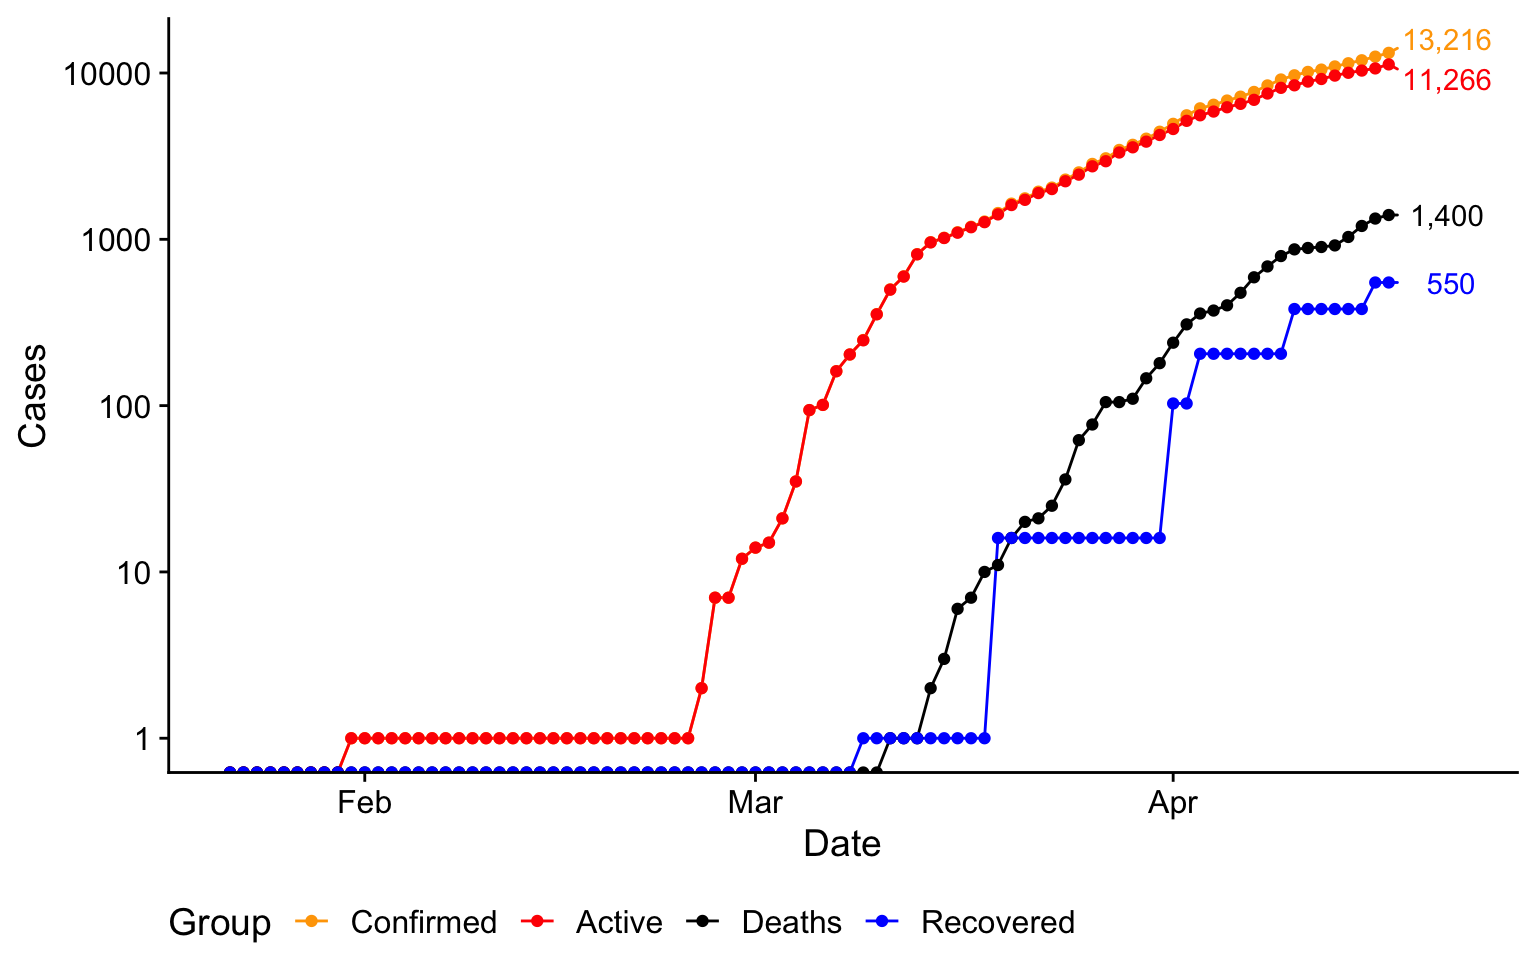 13,216
10000
11,266
1,400
1000
550
Cases
100
10
1
Feb Mar Apr
Date
Group Confirmed Active Deaths Recovered